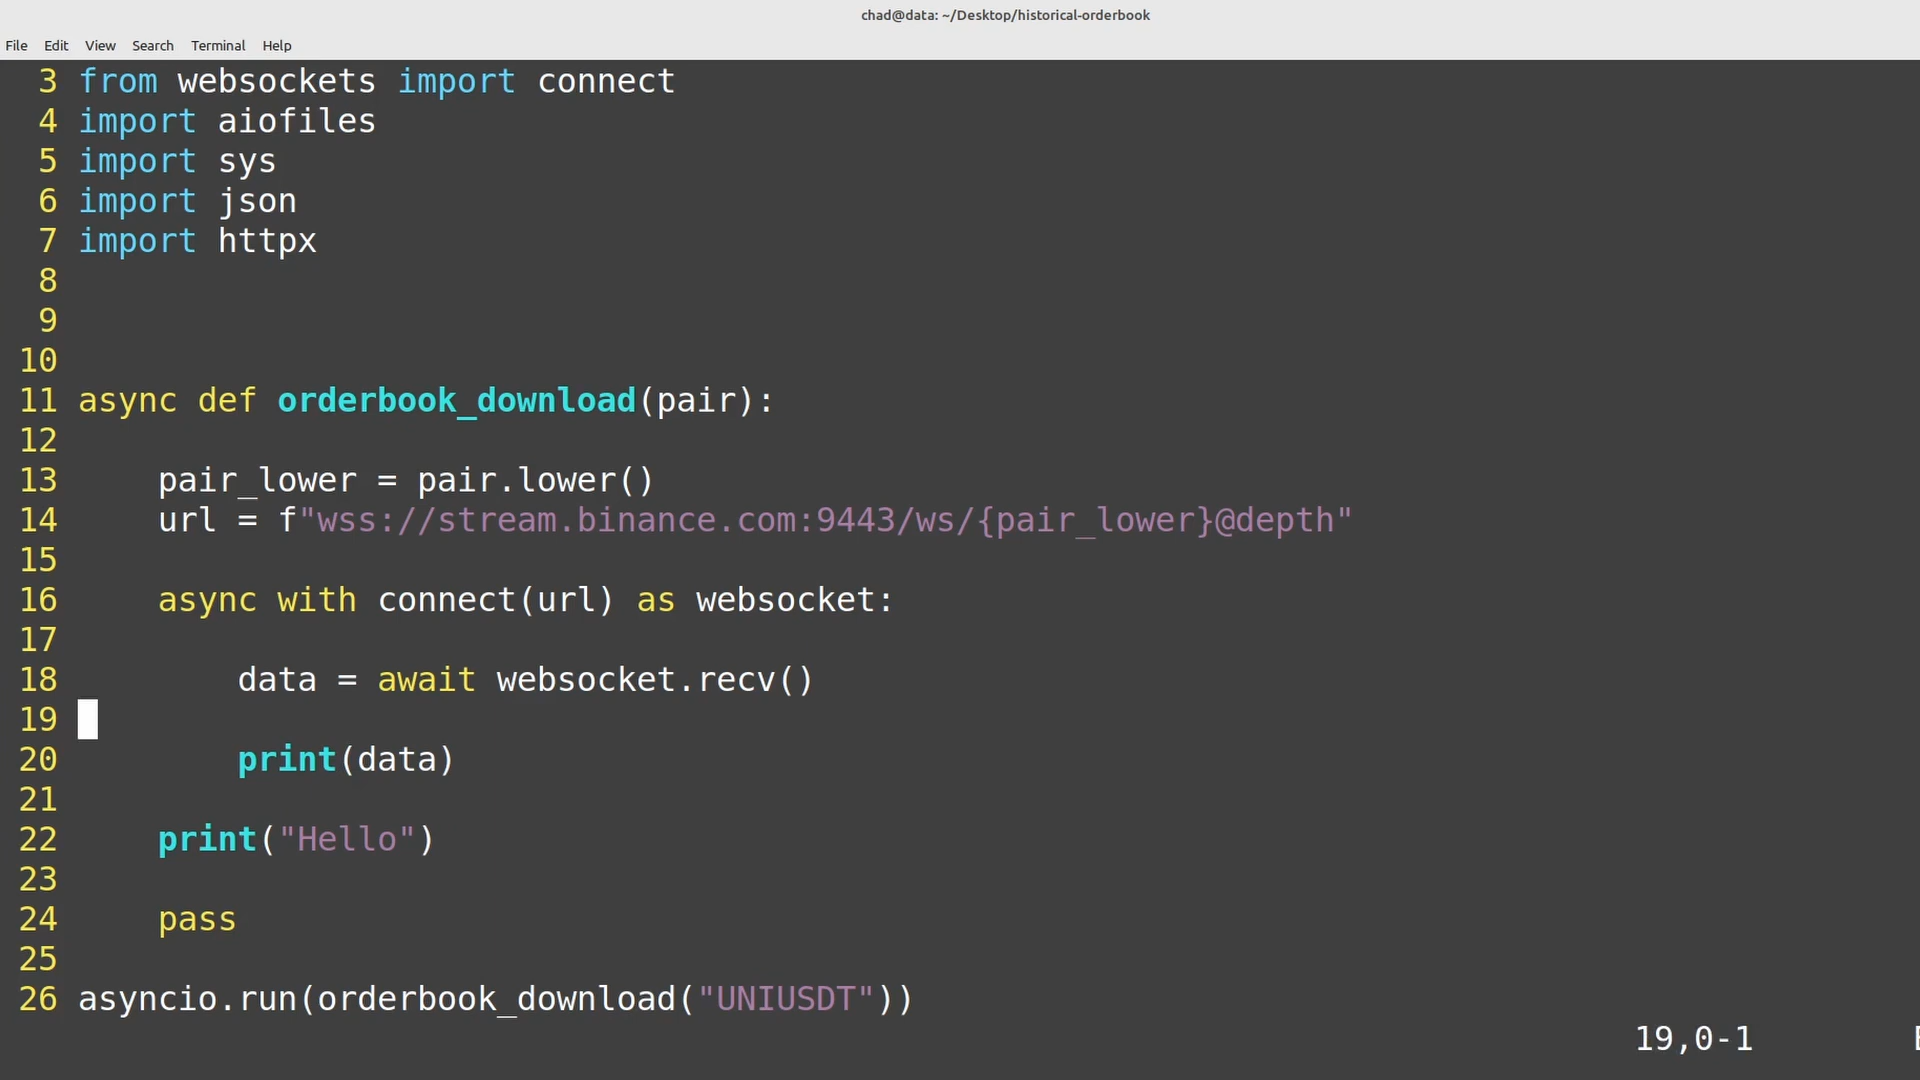 chad@data: ~/Desktop/historical-orderbook
File Edit View Search Terminal Help
3 from websockets import connect
4 import aiofiles
5 import sys
6 import json
7 import httpx
8
9
10
11 async def orderbook_download(pair):
12
13     pair_lower = pair.lower()
14     url = f"wss://stream.binance.com:9443/ws/{pair_lower}@depth"
15
16     async with connect(url) as websocket:
17
18         data = await websocket.recv()
19
20         print(data)
21
22     print("Hello")
23
24     pass
25
26 asyncio.run(orderbook_download("UNIUSDT"))
19,0-1